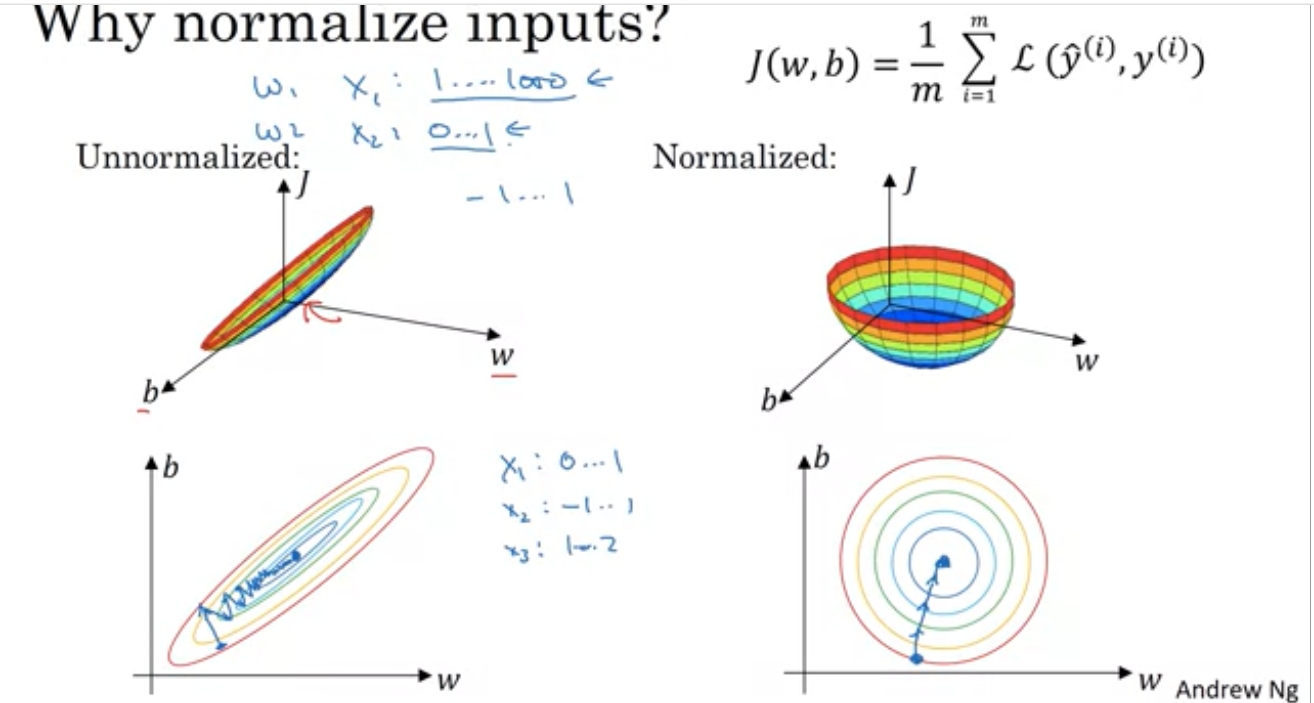 Why normalize inputs?
J(w, b) = 1/m ∑_{i=1}^{m} ℒ(ŷ^(i), y^(i))
w₁ x₁: 1....1000 ←
w2 x₂: 0...1 ←
-1...1
Unnormalized:
Normalized:
J
w
b
J
w
b
b
w
x₁: 0...1
x₂: -1..1
x₃: 1...2
b
w
Andrew Ng